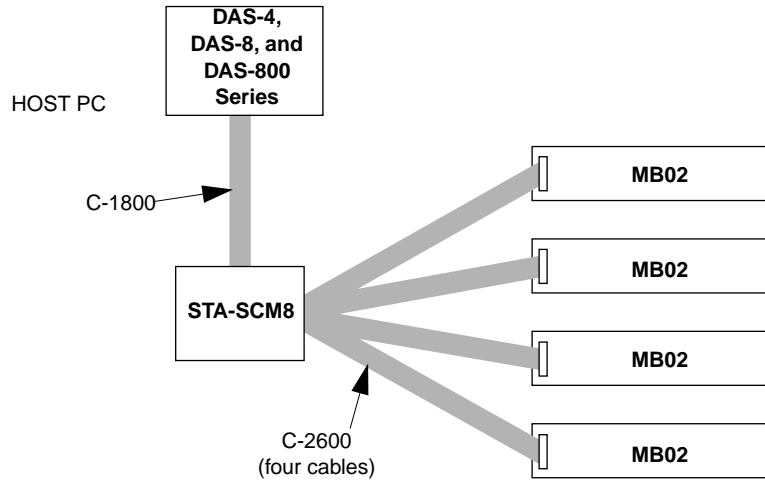 DAS-4,
DAS-8, and
DAS-800
Series
HOST PC
C-1800
STA-SCM8
MB02
MB02
MB02
MB02
C-2600
(four cables)